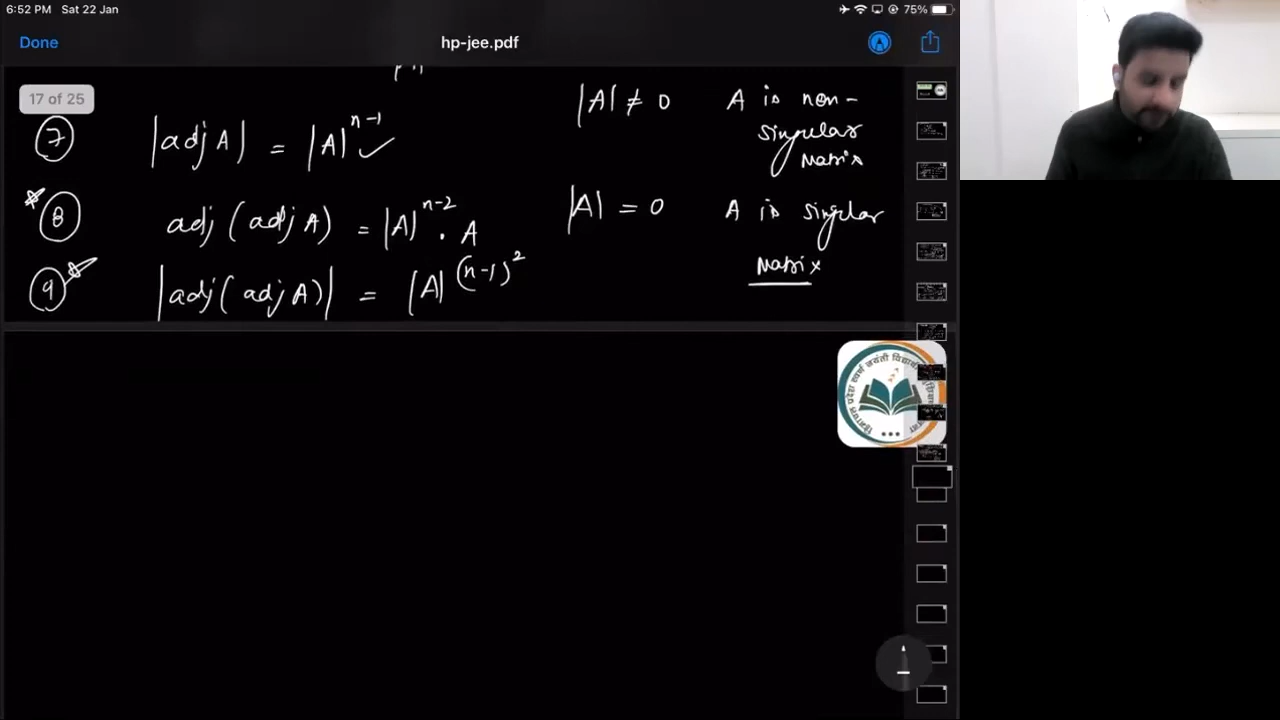 6:52 PM Sat 22 Jan
75%
Done
hp-jee.pdf
17 of 25
|A| ≠ 0 A is non-
singular
Matrix
7 |adj A| = |A|^{n-1} ✓
8 adj (adj A) = |A|^{n-2} . A
|A| = 0 A is singular
Matrix
9 |adj (adj A)| = |A|^{(n-1)^2}